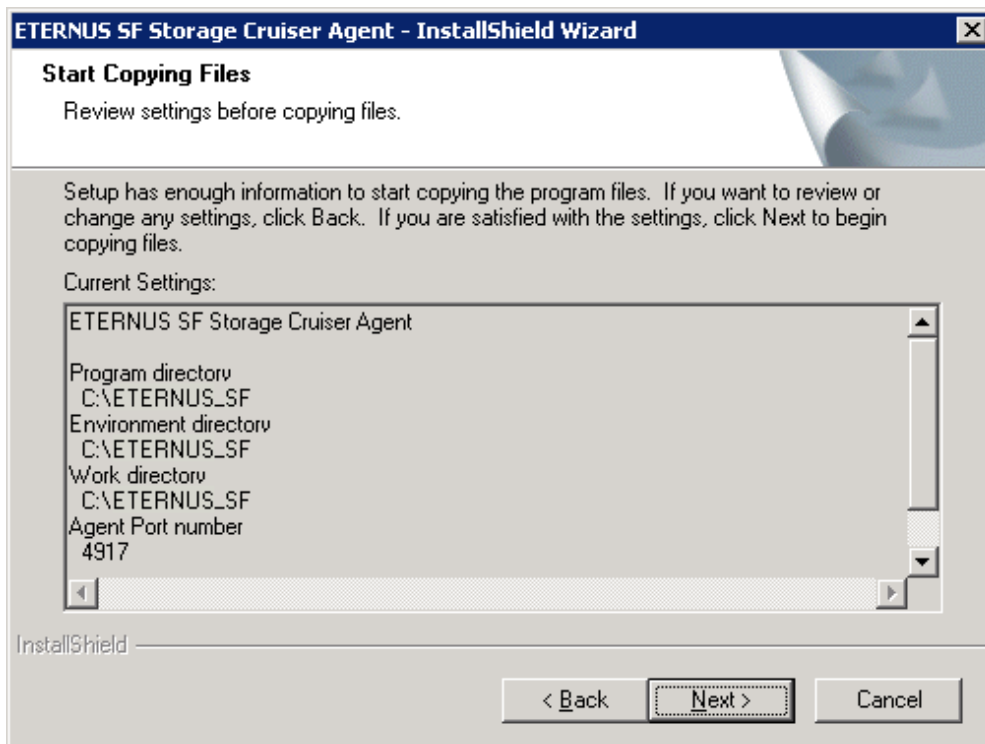 ETERNUS SF Storage Cruiser Agent - InstallShield Wizard
Start Copying Files
Review settings before copying files.
Setup has enough information to start copying the program files. If you want to review or
change any settings, click Back. If you are satisfied with the settings, click Next to begin
copying files.
Current Settings:
ETERNUS SF Storage Cruiser Agent
Program directory
C:\ETERNUS_SF
Environment directory
C:\ETERNUS_SF
Work directory
C:\ETERNUS_SF
Agent Port number
4917
InstallShield
< Back
Next >
Cancel